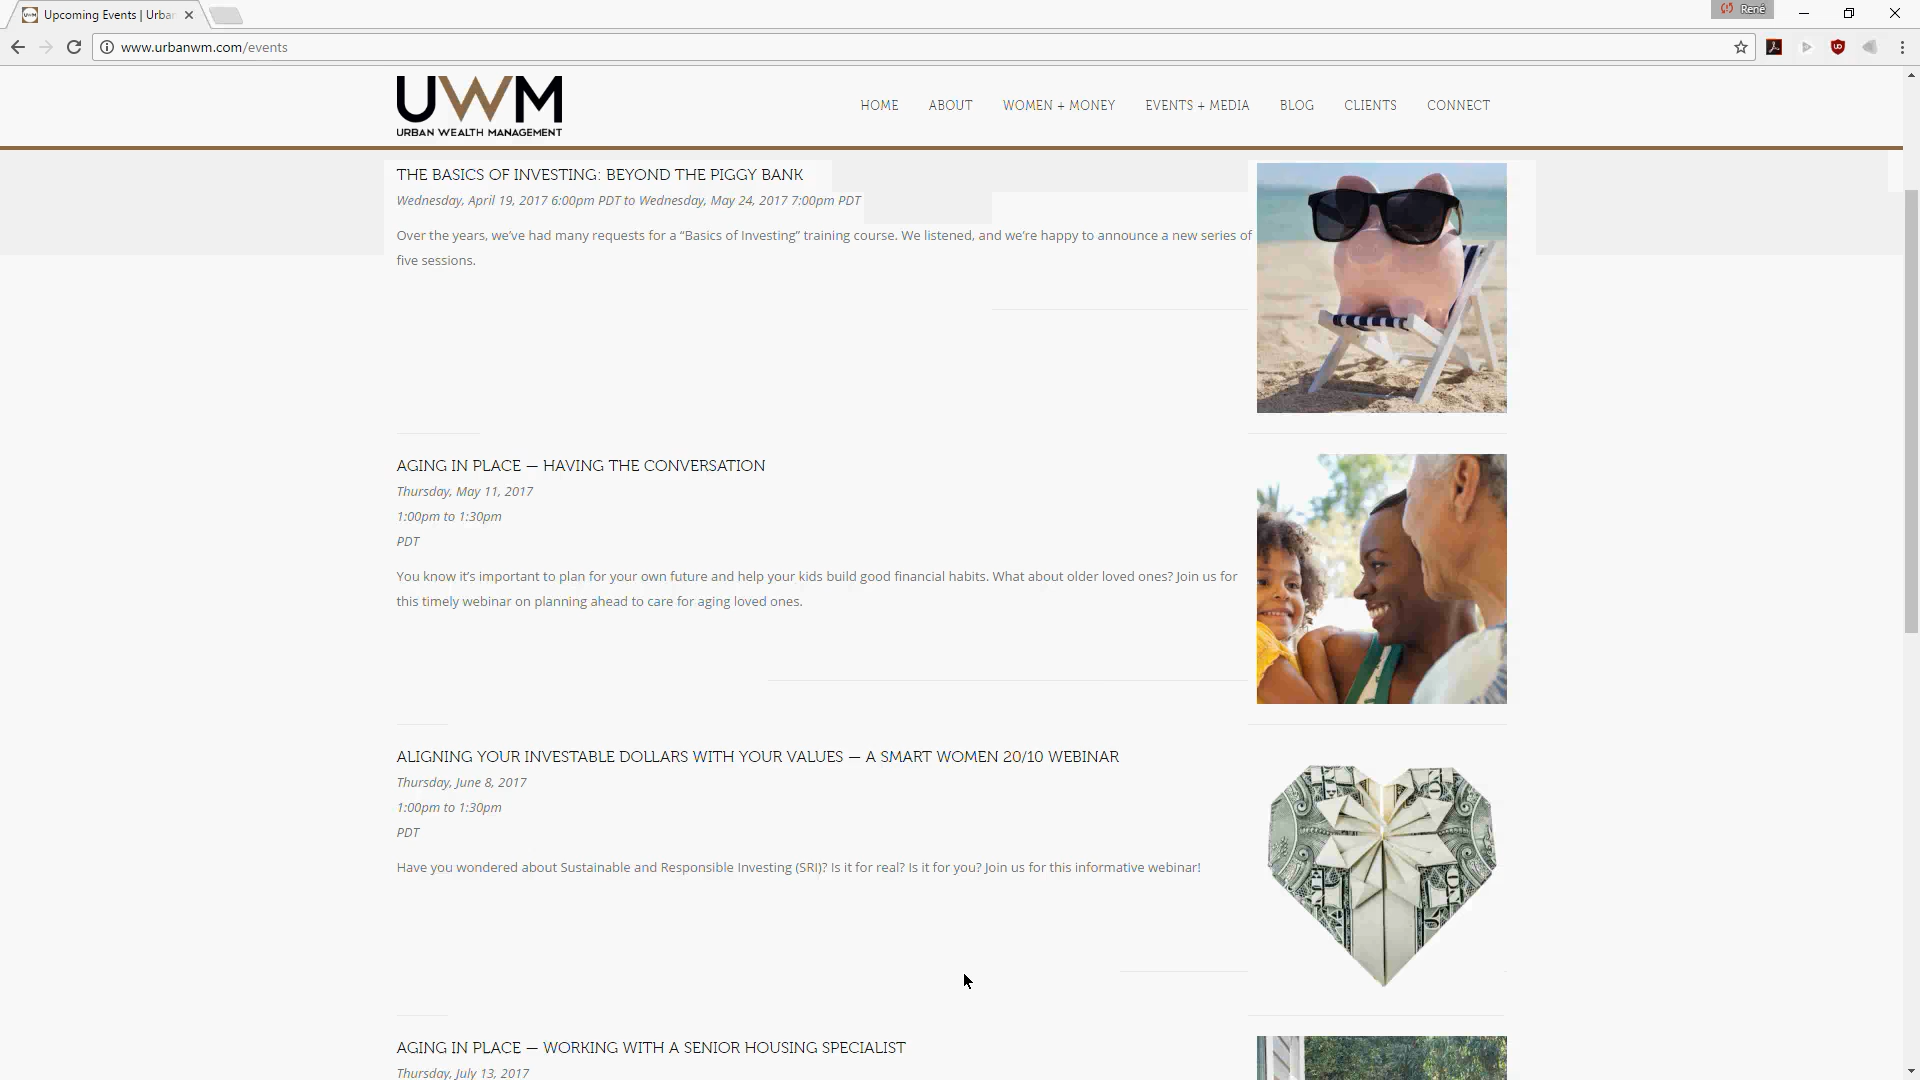 Upcoming Events | Urba
René
www.urbanwm.com/events
UWM
URBAN WEALTH MANAGEMENT
HOME ABOUT WOMEN + MONEY EVENTS + MEDIA BLOG CLIENTS CONNECT
THE BASICS OF INVESTING: BEYOND THE PIGGY BANK
Wednesday, April 19, 2017 6:00pm PDT to Wednesday, May 24, 2017 7:00pm PDT
Over the years, we’ve had many requests for a “Basics of Investing” training course. We listened, and we’re happy to announce a new series of
five sessions.
AGING IN PLACE — HAVING THE CONVERSATION
Thursday, May 11, 2017
1:00pm to 1:30pm
PDT
You know it’s important to plan for your own future and help your kids build good financial habits. What about older loved ones? Join us for
this timely webinar on planning ahead to care for aging loved ones.
ALIGNING YOUR INVESTABLE DOLLARS WITH YOUR VALUES — A SMART WOMEN 20/10 WEBINAR
Thursday, June 8, 2017
1:00pm to 1:30pm
PDT
Have you wondered about Sustainable and Responsible Investing (SRI)? Is it for real? Is it for you? Join us for this informative webinar!
AGING IN PLACE — WORKING WITH A SENIOR HOUSING SPECIALIST
Thursday, July 13, 2017